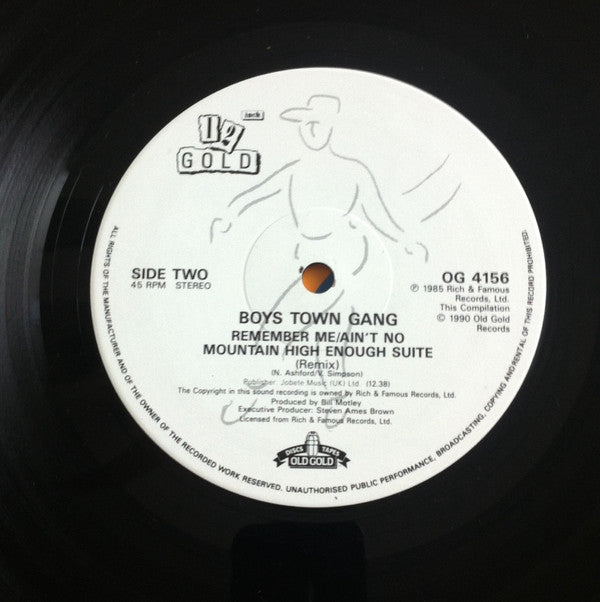 12 inch
GOLD
SIDE TWO
45 RPM STEREO
OG 4156
℗ 1985 Rich & Famous
Records, Ltd.
This Compilation
© 1990 Old Gold
Records
BOYS TOWN GANG
REMEMBER ME/AIN'T NO
MOUNTAIN HIGH ENOUGH SUITE
(Remix)
(N. Ashford/V. Simpson)
Publisher: Jobete Music (UK) Ltd. (12.38)
The Copyright in this sound recording is owned by Rich & Famous Records, Ltd.
Produced by Bill Motley
Executive Producer: Steven Ames Brown
Licensed from Rich & Famous Records, Ltd.
DISCS TAPES
OLD GOLD
ALL RIGHTS OF THE MANUFACTURER AND OF THE OWNER OF THE RECORDED WORK RESERVED. UNAUTHORISED PUBLIC PERFORMANCE, BROADCASTING, COPYING AND RENTAL OF THIS RECORD PROHIBITED.